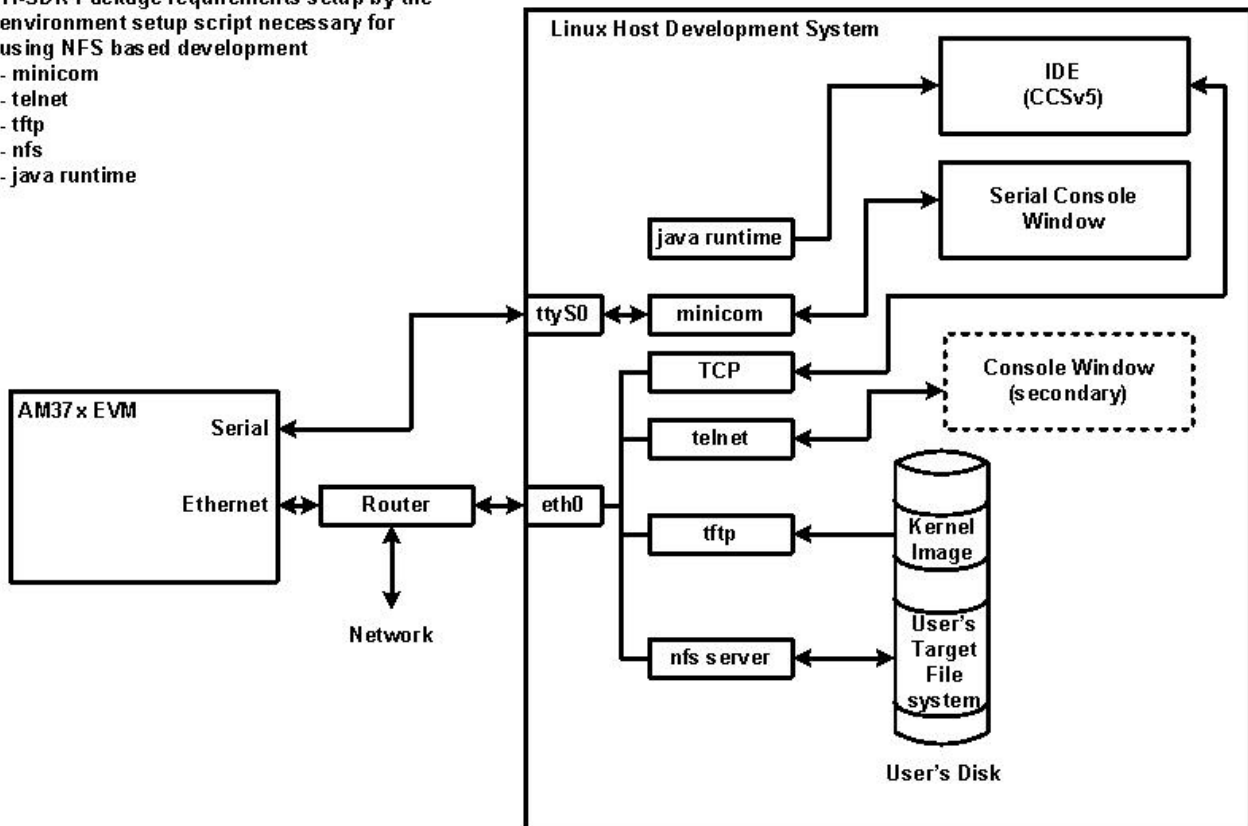 environment setup script necessary for
using NFS based development
- minicom
- telnet
- tftp
- nfs
- java runtime
Linux Host Development System
IDE
(CCSv5)
Serial Console
Window
java runtime
ttyS0
minicom
TCP
Console Window
(secondary)
telnet
AM37x EVM
Serial
Ethernet
Router
eth0
tftp
Kernel
Image
Network
nfs server
User's
Target
File
system
User's Disk